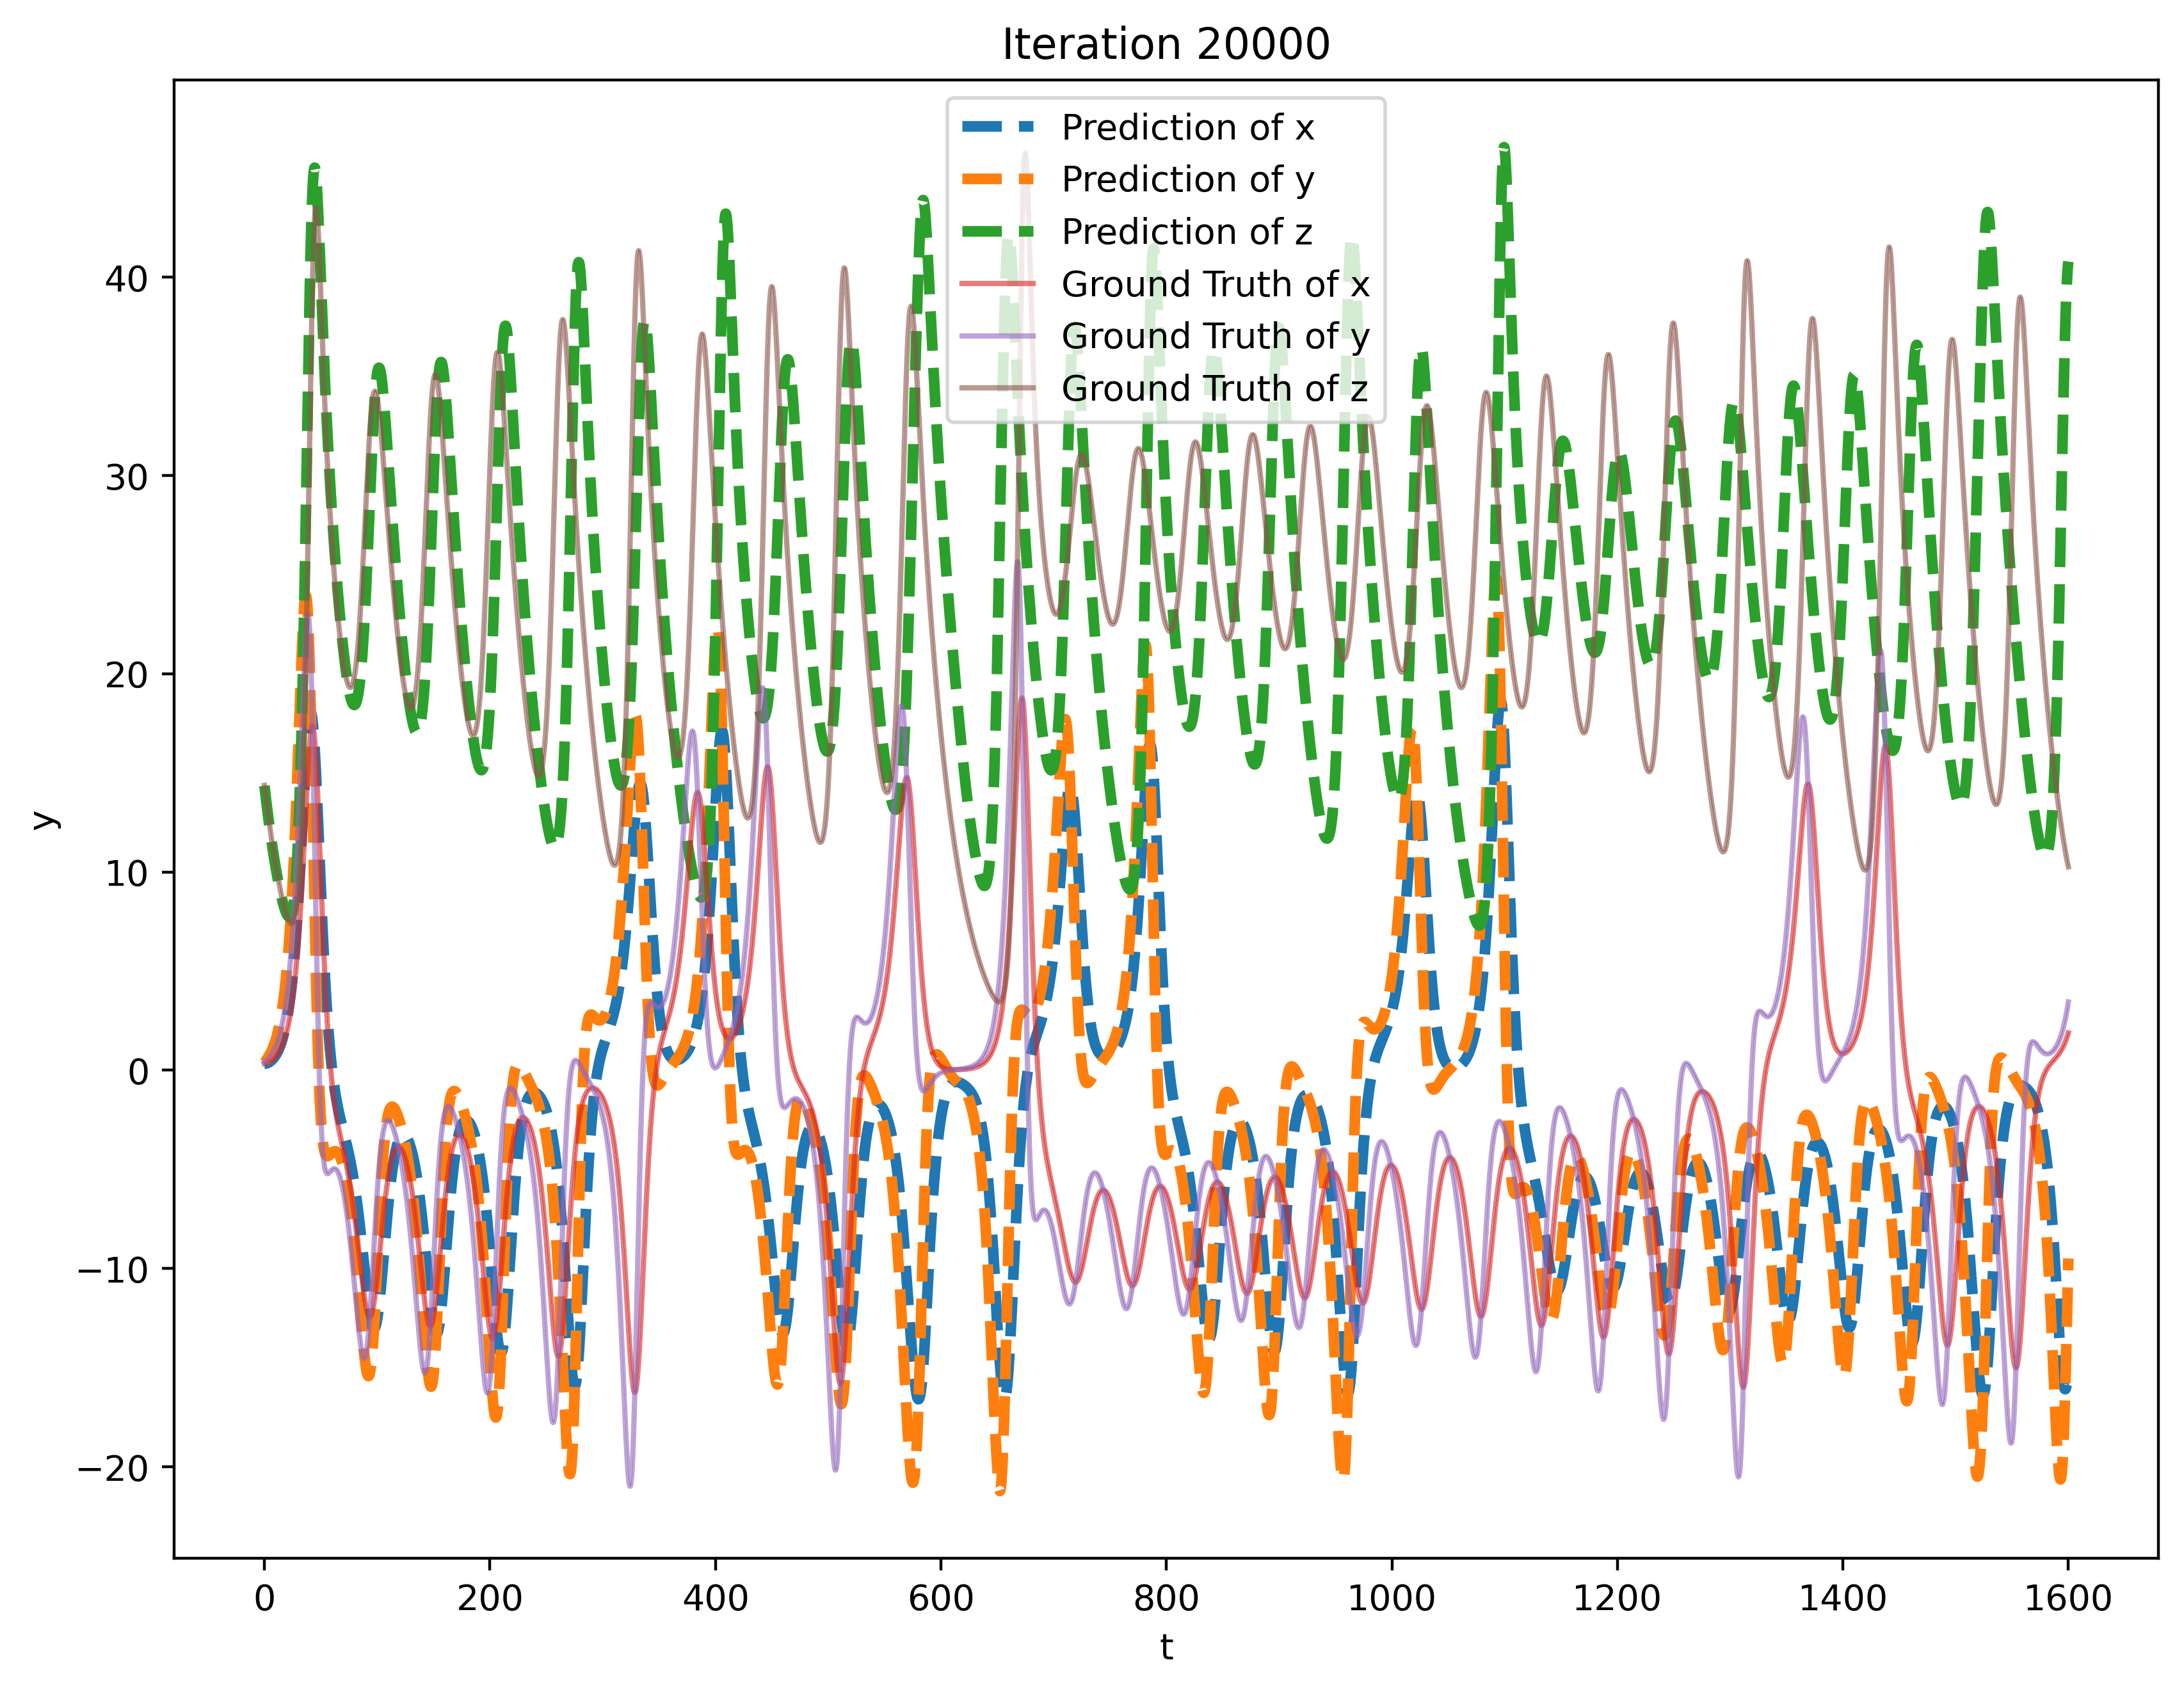 Iteration 20000
Prediction of x
Prediction of y
Prediction of z
Ground Truth of x
Ground Truth of y
Ground Truth of z
y
40
30
20
10
0
−10
−20
0 200 400 600 800 1000 1200 1400 1600
t